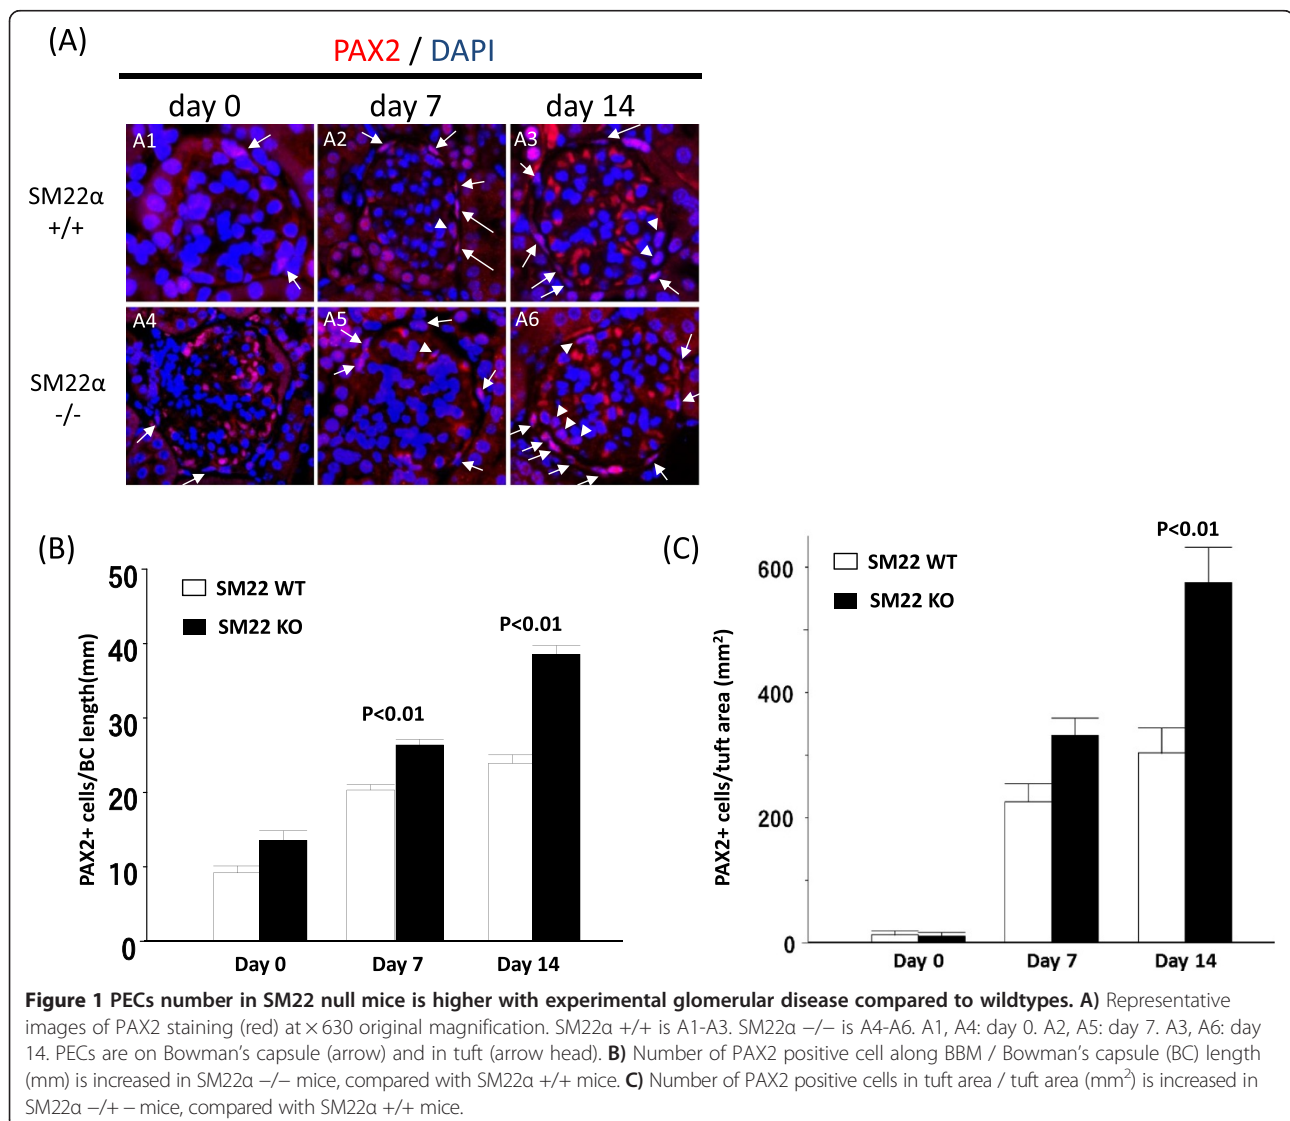 (A)
PAX2 / DAPI
day 0 day 7 day 14
A1 A2 A3
SM22α
+/+
A4 A5 A6
SM22α
-/-
(B)
50
40
30
20
10
0
PAX2+ cells/BC length(mm)
SM22 WT
SM22 KO
P<0.01
P<0.01
Day 0 Day 7 Day 14
(C)
600
400
200
0
PAX2+ cells/tuft area (mm²)
SM22 WT
SM22 KO
P<0.01
Day 0 Day 7 Day 14
Figure 1 PECs number in SM22 null mice is higher with experimental glomerular disease compared to wildtypes. A) Representative
images of PAX2 staining (red) at × 630 original magnification. SM22α +/+ is A1-A3. SM22α −/− is A4-A6. A1, A4: day 0. A2, A5: day 7. A3, A6: day
14. PECs are on Bowman's capsule (arrow) and in tuft (arrow head). B) Number of PAX2 positive cell along BBM / Bowman's capsule (BC) length
(mm) is increased in SM22α −/− mice, compared with SM22α +/+ mice. C) Number of PAX2 positive cells in tuft area / tuft area (mm²) is increased in
SM22α −/+ − mice, compared with SM22α +/+ mice.